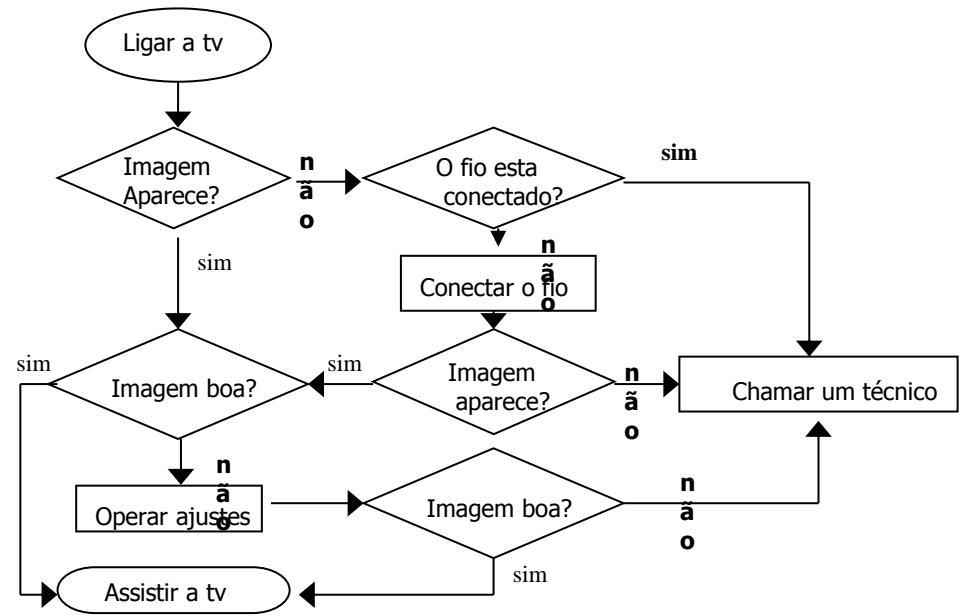 Ligar a tv
Imagem
Aparece?
n
ã
o
O fio esta
conectado?
sim
sim
n
ã
o
Conectar o fio
sim
Imagem boa?
sim
Imagem
aparece?
n
ã
o
Chamar um técnico
n
ã
o
Operar ajustes
Imagem boa?
n
ã
o
sim
Assistir a tv